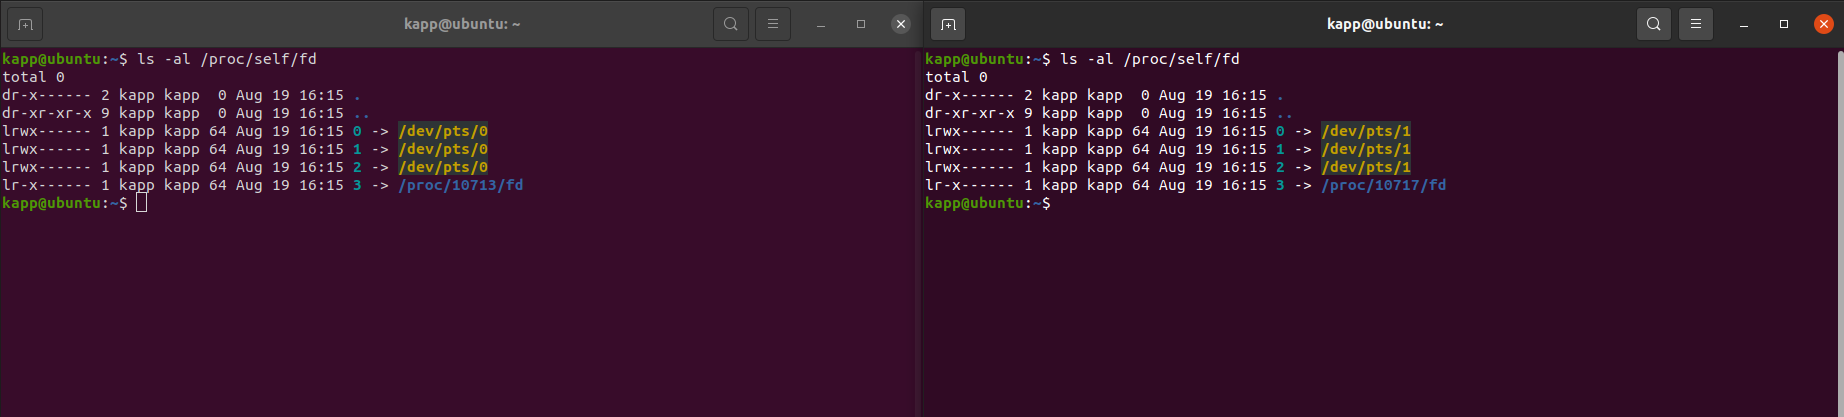 kapp@ubuntu: ~
kapp@ubuntu:~$ ls -al /proc/self/fd
total 0
dr-x------ 2 kapp kapp  0 Aug 19 16:15 .
dr-xr-xr-x 9 kapp kapp  0 Aug 19 16:15 ..
lrwx------ 1 kapp kapp 64 Aug 19 16:15 0 -> /dev/pts/0
lrwx------ 1 kapp kapp 64 Aug 19 16:15 1 -> /dev/pts/0
lrwx------ 1 kapp kapp 64 Aug 19 16:15 2 -> /dev/pts/0
lr-x------ 1 kapp kapp 64 Aug 19 16:15 3 -> /proc/10713/fd
kapp@ubuntu:~$
kapp@ubuntu: ~
kapp@ubuntu:~$ ls -al /proc/self/fd
total 0
dr-x------ 2 kapp kapp  0 Aug 19 16:15 .
dr-xr-xr-x 9 kapp kapp  0 Aug 19 16:15 ..
lrwx------ 1 kapp kapp 64 Aug 19 16:15 0 -> /dev/pts/1
lrwx------ 1 kapp kapp 64 Aug 19 16:15 1 -> /dev/pts/1
lrwx------ 1 kapp kapp 64 Aug 19 16:15 2 -> /dev/pts/1
lr-x------ 1 kapp kapp 64 Aug 19 16:15 3 -> /proc/10717/fd
kapp@ubuntu:~$